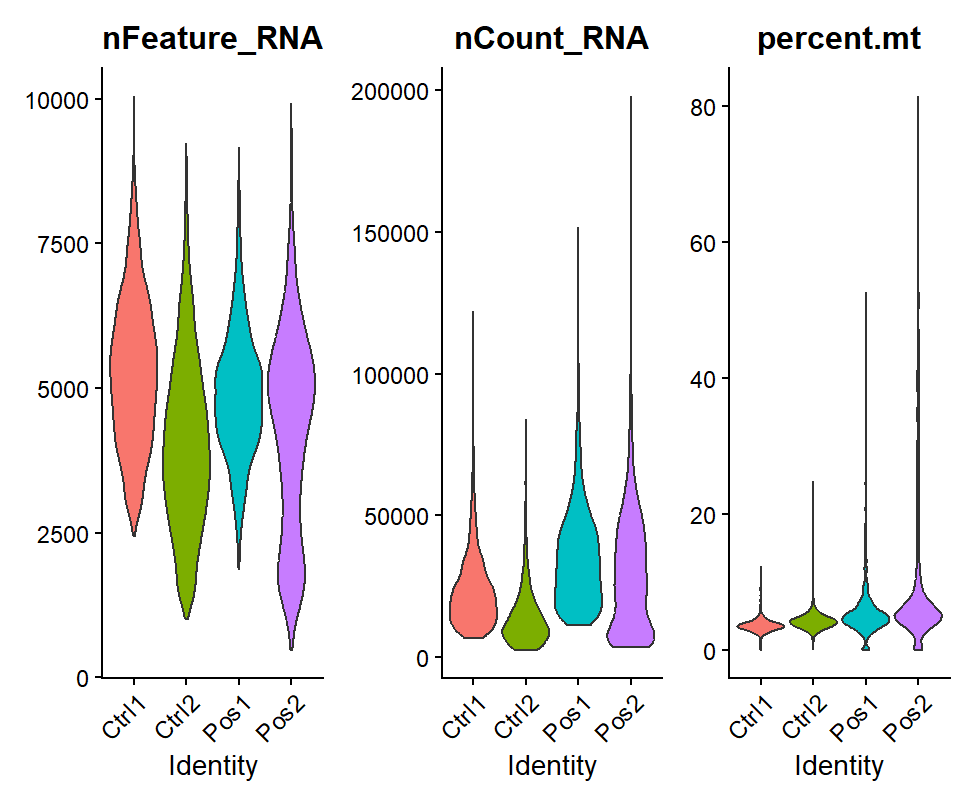 nFeature_RNA
10000
7500
5000
2500
0
Ctrl1
Ctrl2
Pos1
Pos2
Identity
nCount_RNA
200000
150000
100000
50000
0
Ctrl1
Ctrl2
Pos1
Pos2
Identity
percent.mt
80
60
40
20
0
Ctrl1
Ctrl2
Pos1
Pos2
Identity